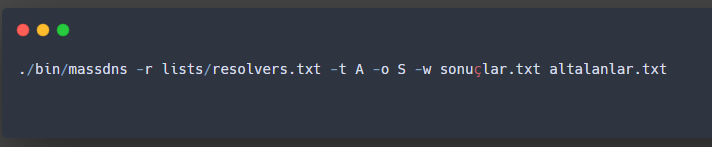 ./bin/massdns -r lists/resolvers.txt -t A -o S -w sonuçlar.txt altalanlar.txt